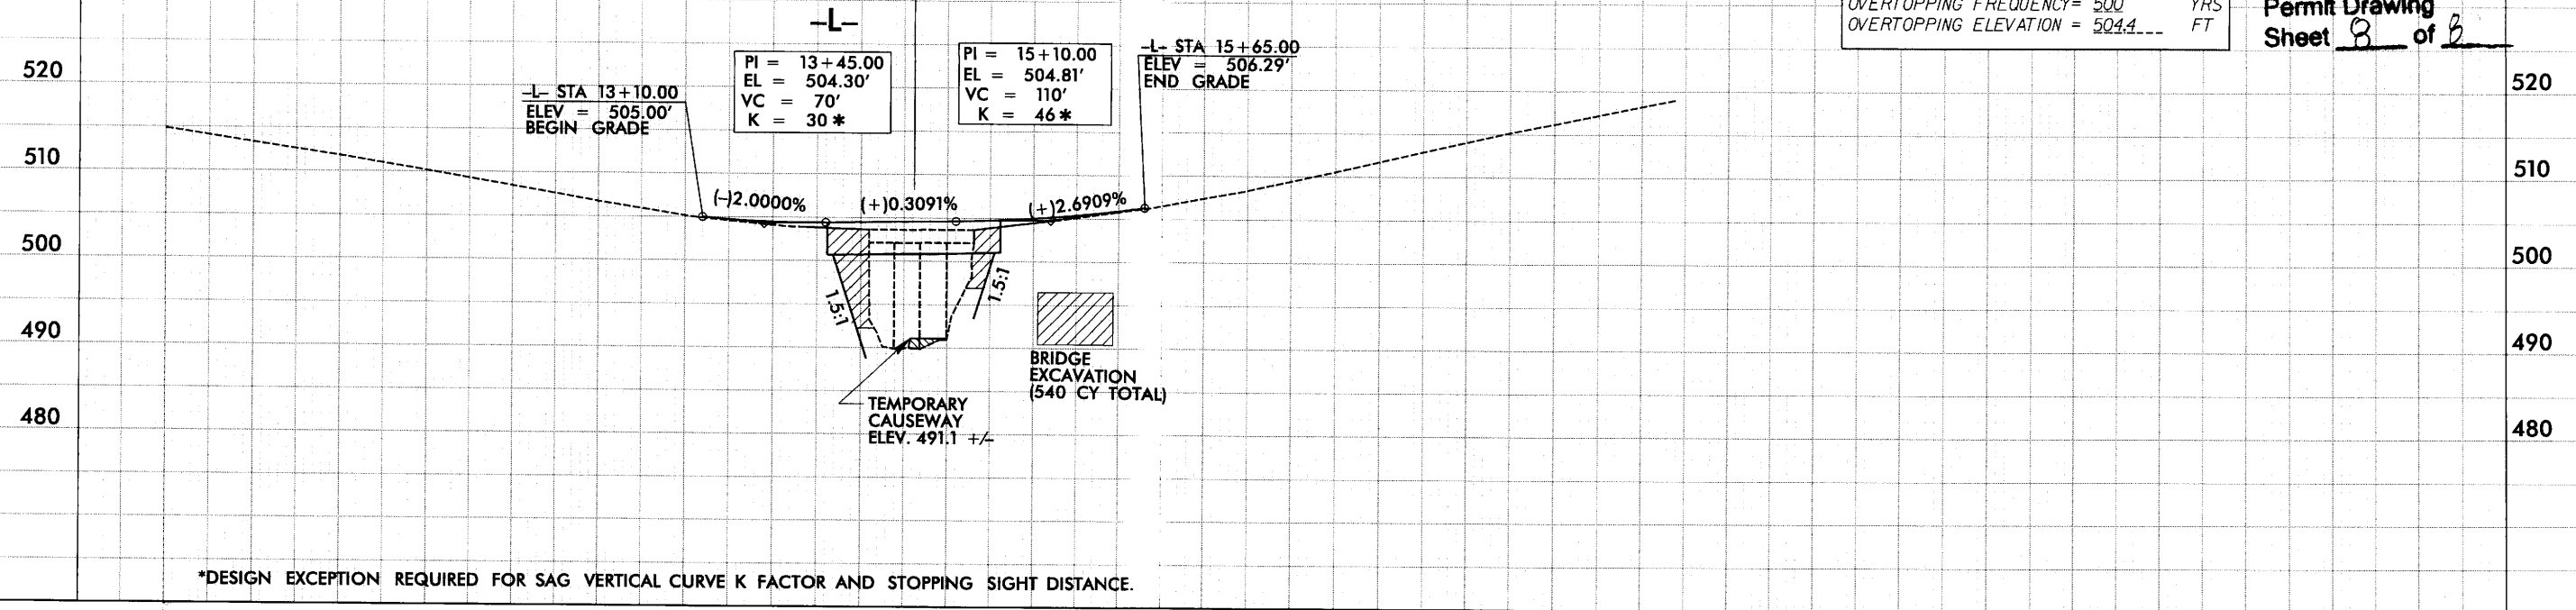 OVERTOPPING FREQUENCY= 500 YRS
OVERTOPPING ELEVATION = 504.4 FT
Permit Drawing
Sheet 8 of 8
-L-
PI = 13+45.00
EL = 504.30'
VC = 70'
K = 30*
PI = 15+10.00
EL = 504.81'
VC = 110'
K = 46*
-L- STA 15+65.00
ELEV = 506.29'
END GRADE
-L- STA 13+10.00
ELEV = 505.00'
BEGIN GRADE
520
520
510
510
(-)2.0000%
(+)0.3091%
(+)2.6909%
500
500
1.5:1
1.5:1
490
490
BRIDGE
EXCAVATION
(540 CY TOTAL)
TEMPORARY
CAUSEWAY
ELEV. 491.1 +/-
480
480
*DESIGN EXCEPTION REQUIRED FOR SAG VERTICAL CURVE K FACTOR AND STOPPING SIGHT DISTANCE.